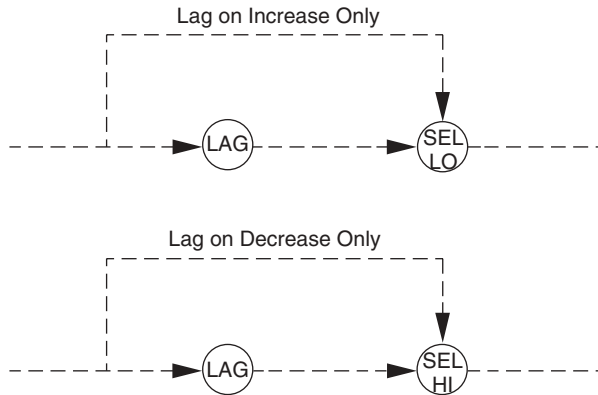 Lag on Increase Only
LAG
SEL
LO
Lag on Decrease Only
LAG
SEL
HI